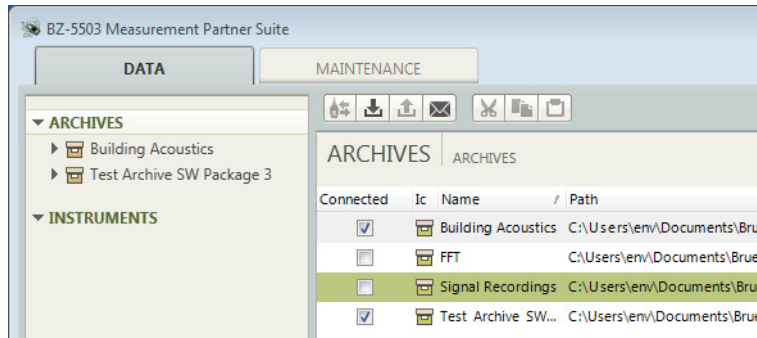 BZ-5503 Measurement Partner Suite
DATA
MAINTENANCE
ARCHIVES
Building Acoustics
Test Archive SW Package 3
INSTRUMENTS
ARCHIVES ARCHIVES
Connected Ic Name / Path
Building Acoustics C:\Users\env\Documents\Brue
FFT C:\Users\env\Documents\Brue
Signal Recordings C:\Users\env\Documents\Bru
Test Archive SW... C:\Users\env\Documents\Brue